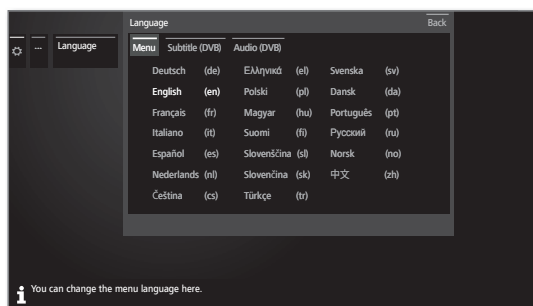 Language Back
... Language
Menu Subtitle (DVB) Audio (DVB)
Deutsch (de) Ελληνικά (el) Svenska (sv)
English (en) Polski (pl) Dansk (da)
Français (fr) Magyar (hu) Português (pt)
Italiano (it) Suomi (fi) Русский (ru)
Español (es) Slovenščina (sl) Norsk (no)
Nederlands (nl) Slovenčina (sk) 中文 (zh)
Čeština (cs) Türkçe (tr)
You can change the menu language here.